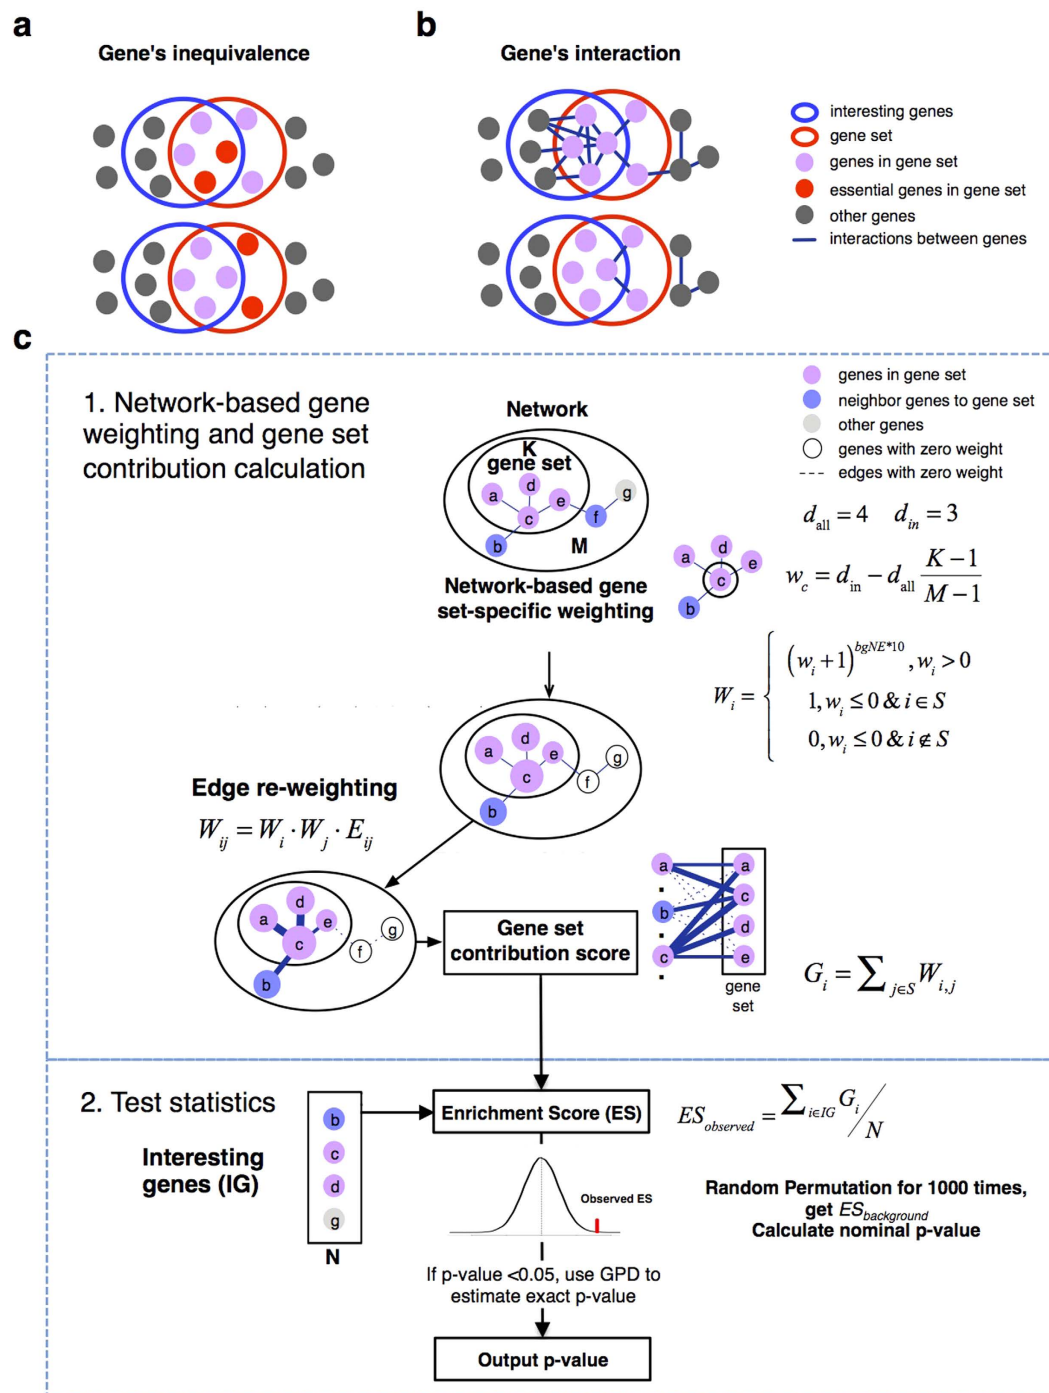 a
Gene's inequivalence
b
Gene's interaction
interesting genes
gene set
genes in gene set
essential genes in gene set
other genes
interactions between genes
c
1. Network-based gene
weighting and gene set
contribution calculation
Network
K
gene set
a
d
e
c
b
f
g
M
Network-based gene
set-specific weighting
genes in gene set
neighbor genes to gene set
other genes
genes with zero weight
edges with zero weight
d_all = 4 d_in = 3
a
d
e
c
b
w_c = d_in − d_all (K − 1)/(M − 1)
W_i = { (w_i + 1)^{bgNE*10}, w_i > 0
1, w_i ≤ 0 & i ∈ S
0, w_i ≤ 0 & i ∉ S
a
d
e
c
b
f
g
Edge re-weighting
W_ij = W_i · W_j · E_ij
a
d
e
c
b
f
g
Gene set
contribution score
a
b
c
a
c
d
e
gene
set
G_i = ∑_{j∈S} W_{i,j}
2. Test statistics
Interesting
genes (IG)
b
c
d
g
N
Enrichment Score (ES)
ES_observed = ∑_{i∈IG} G_i / N
Observed ES
Random Permutation for 1000 times,
get ES_background
Calculate nominal p-value
If p-value <0.05, use GPD to
estimate exact p-value
Output p-value